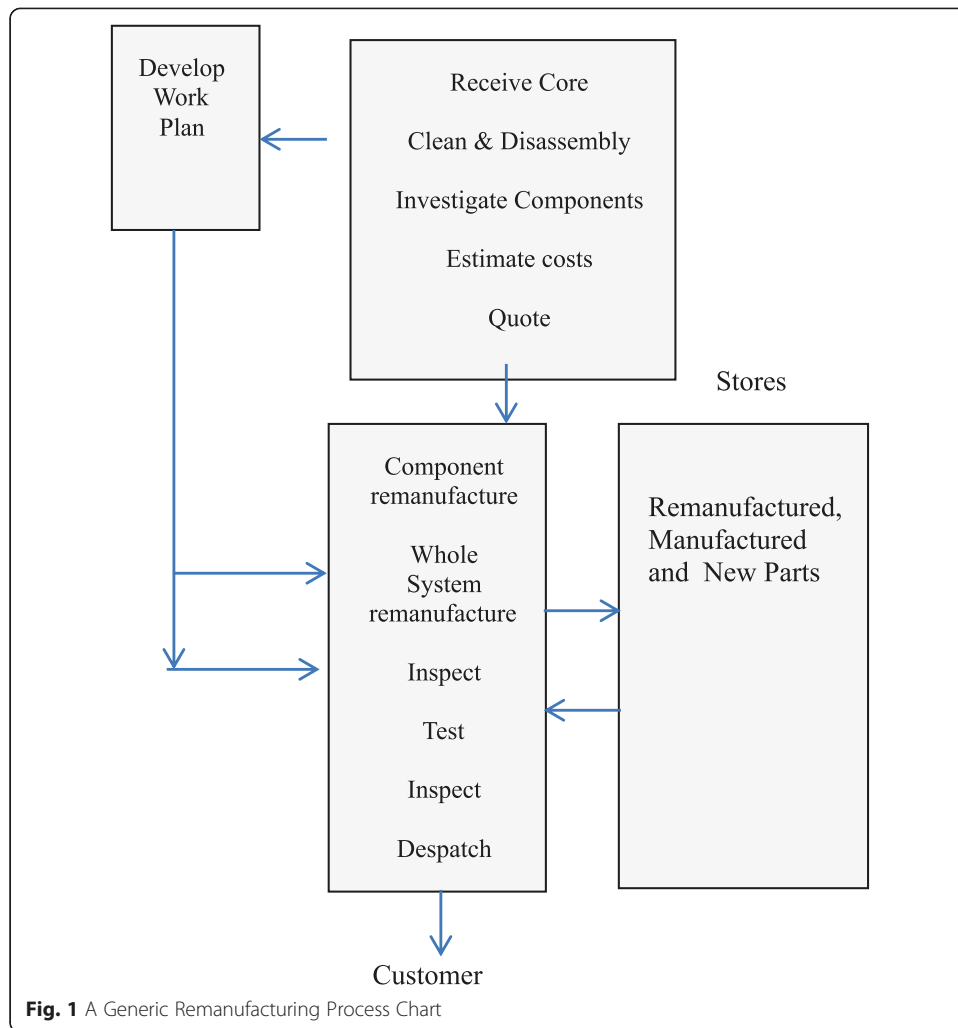 Develop
Work
Plan
Receive Core
Clean & Disassembly
Investigate Components
Estimate costs
Quote
Stores
Component
remanufacture
Whole
System
remanufacture
Inspect
Test
Inspect
Despatch
Remanufactured,
Manufactured
and New Parts
Customer
Fig. 1 A Generic Remanufacturing Process Chart